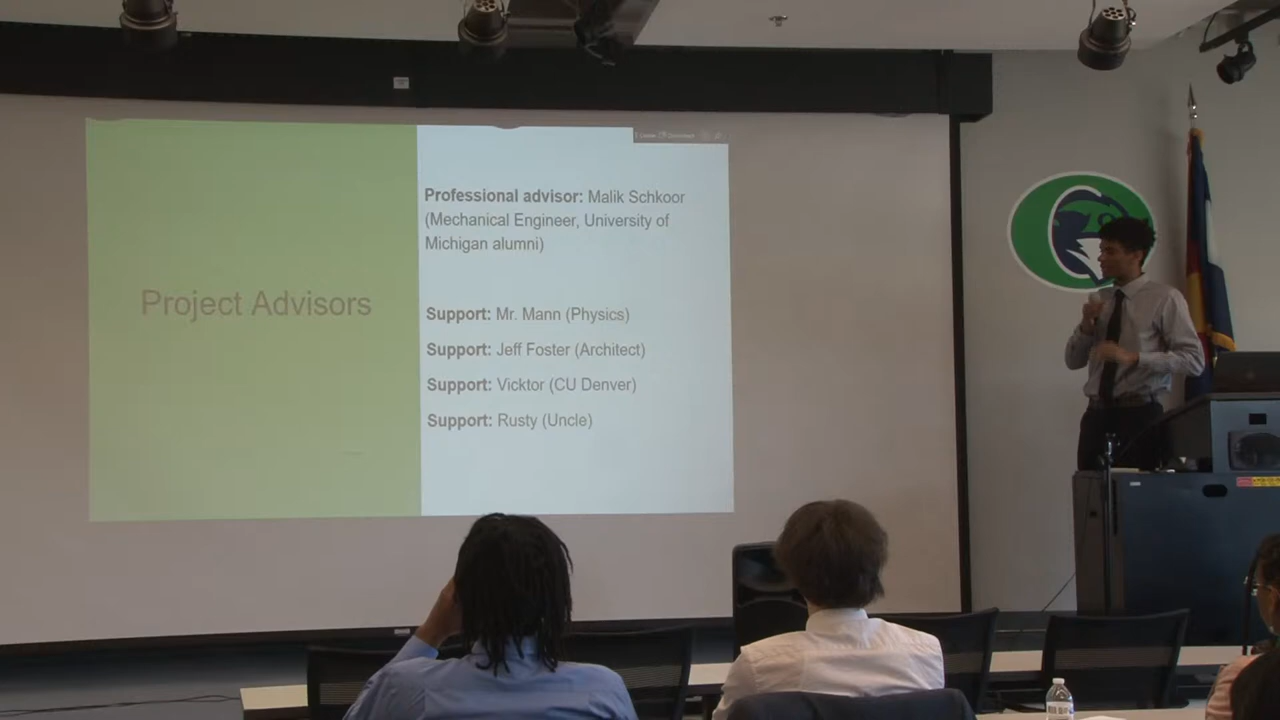 Project Advisors
Professional advisor: Malik Schkoor
(Mechanical Engineer, University of
Michigan alumni)
Support: Mr. Mann (Physics)
Support: Jeff Foster (Architect)
Support: Vicktor (CU Denver)
Support: Rusty (Uncle)